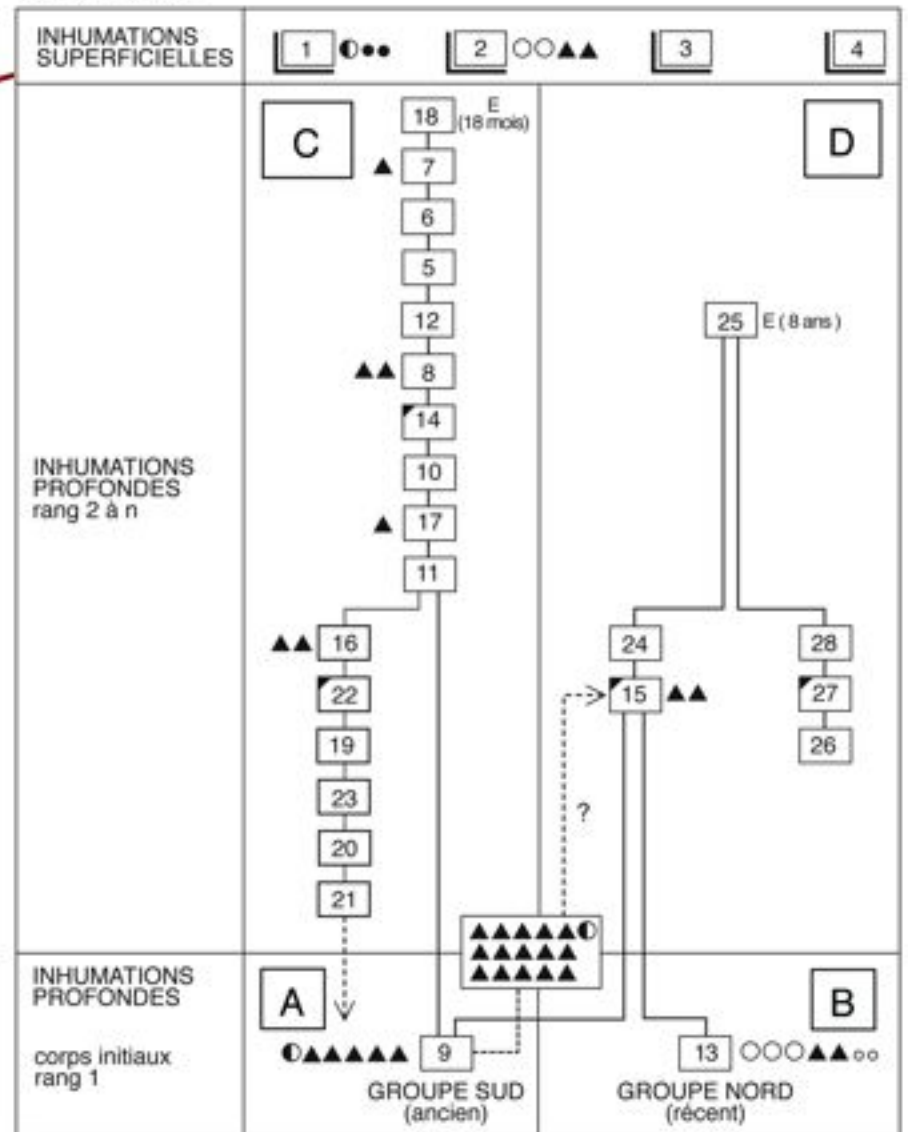 INHUMATIONS
SUPERFICIELLES
1
2
3
4
C
D
18
E
(18 mois)
7
6
5
12
25
E ( 8 ans )
8
14
INHUMATIONS
PROFONDES
rang 2 à n
10
17
11
16
24
28
22
15
27
19
26
23
?
20
21
INHUMATIONS
PROFONDES
A
B
corps initiaux
rang 1
9
13
GROUPE SUD
(ancien)
GROUPE NORD
(récent)